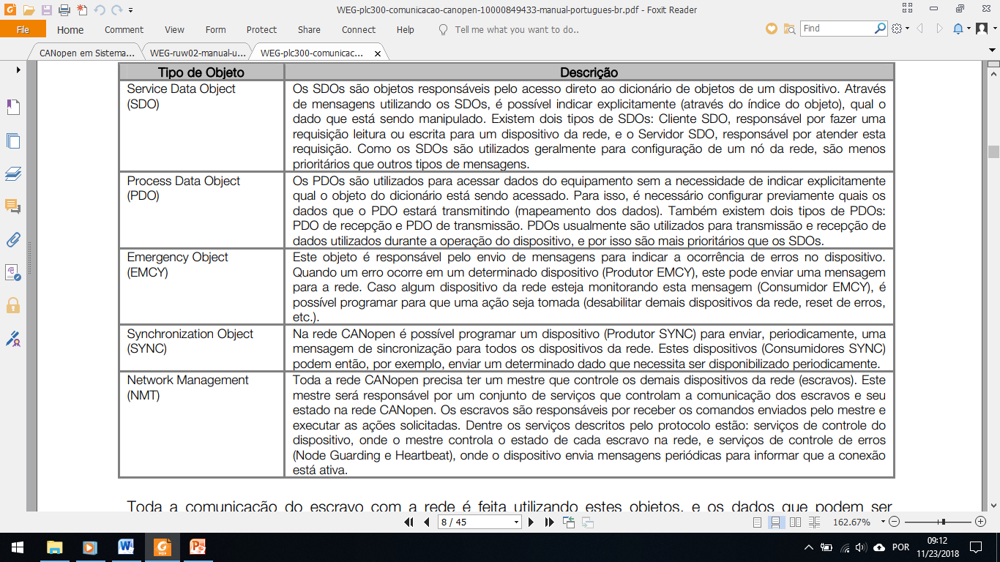 WEG-plc300-comunicacao-canopen-10000849433-manual-portugues-br.pdf - Foxit Reader
File Home Comment View Form Protect Share Connect Help Tell me what you want to do.. Find
CANopen em Sistema... WEG-ruw02-manual-u... WEG-plc300-comunicac...
Tipo de Objeto Descrição
Service Data Object
(SDO)
Os SDOs são objetos responsáveis pelo acesso direto ao dicionário de objetos de um dispositivo. Através
de mensagens utilizando os SDOs, é possível indicar explicitamente (através do índice do objeto), qual o
dado que está sendo manipulado. Existem dois tipos de SDOs: Cliente SDO, responsável por fazer uma
requisição leitura ou escrita para um dispositivo da rede, e o Servidor SDO, responsável por atender esta
requisição. Como os SDOs são utilizados geralmente para configuração de um nó da rede, são menos
prioritários que outros tipos de mensagens.
Process Data Object
(PDO)
Os PDOs são utilizados para acessar dados do equipamento sem a necessidade de indicar explicitamente
qual o objeto do dicionário está sendo acessado. Para isso, é necessário configurar previamente quais os
dados que o PDO estará transmitindo (mapeamento dos dados). Também existem dois tipos de PDOs:
PDO de recepção e PDO de transmissão. PDOs usualmente são utilizados para transmissão e recepção de
dados utilizados durante a operação do dispositivo, e por isso são mais prioritários que os SDOs.
Emergency Object
(EMCY)
Este objeto é responsável pelo envio de mensagens para indicar a ocorrência de erros no dispositivo.
Quando um erro ocorre em um determinado dispositivo (Produtor EMCY), este pode enviar uma mensagem
para a rede. Caso algum dispositivo da rede esteja monitorando esta mensagem (Consumidor EMCY), é
possível programar para que uma ação seja tomada (desabilitar demais dispositivos da rede, reset de erros,
etc.).
Synchronization Object
(SYNC)
Na rede CANopen é possível programar um dispositivo (Produtor SYNC) para enviar, periodicamente, uma
mensagem de sincronização para todos os dispositivos da rede. Estes dispositivos (Consumidores SYNC)
podem então, por exemplo, enviar um determinado dado que necessita ser disponibilizado periodicamente.
Network Management
(NMT)
Toda a rede CANopen precisa ter um mestre que controle os demais dispositivos da rede (escravos). Este
mestre será responsável por um conjunto de serviços que controlam a comunicação dos escravos e seu
estado na rede CANopen. Os escravos são responsáveis por receber os comandos enviados pelo mestre e
executar as ações solicitadas. Dentre os serviços descritos pelo protocolo estão: serviços de controle do
dispositivo, onde o mestre controla o estado de cada escravo na rede, e serviços de controle de erros
(Node Guarding e Heartbeat), onde o dispositivo envia mensagens periódicas para informar que a conexão
está ativa.
Toda a comunicação do escravo com a rede é feita utilizando estes objetos, e os dados que podem ser
8 / 45 162.67%
POR 09:12
11/23/2018